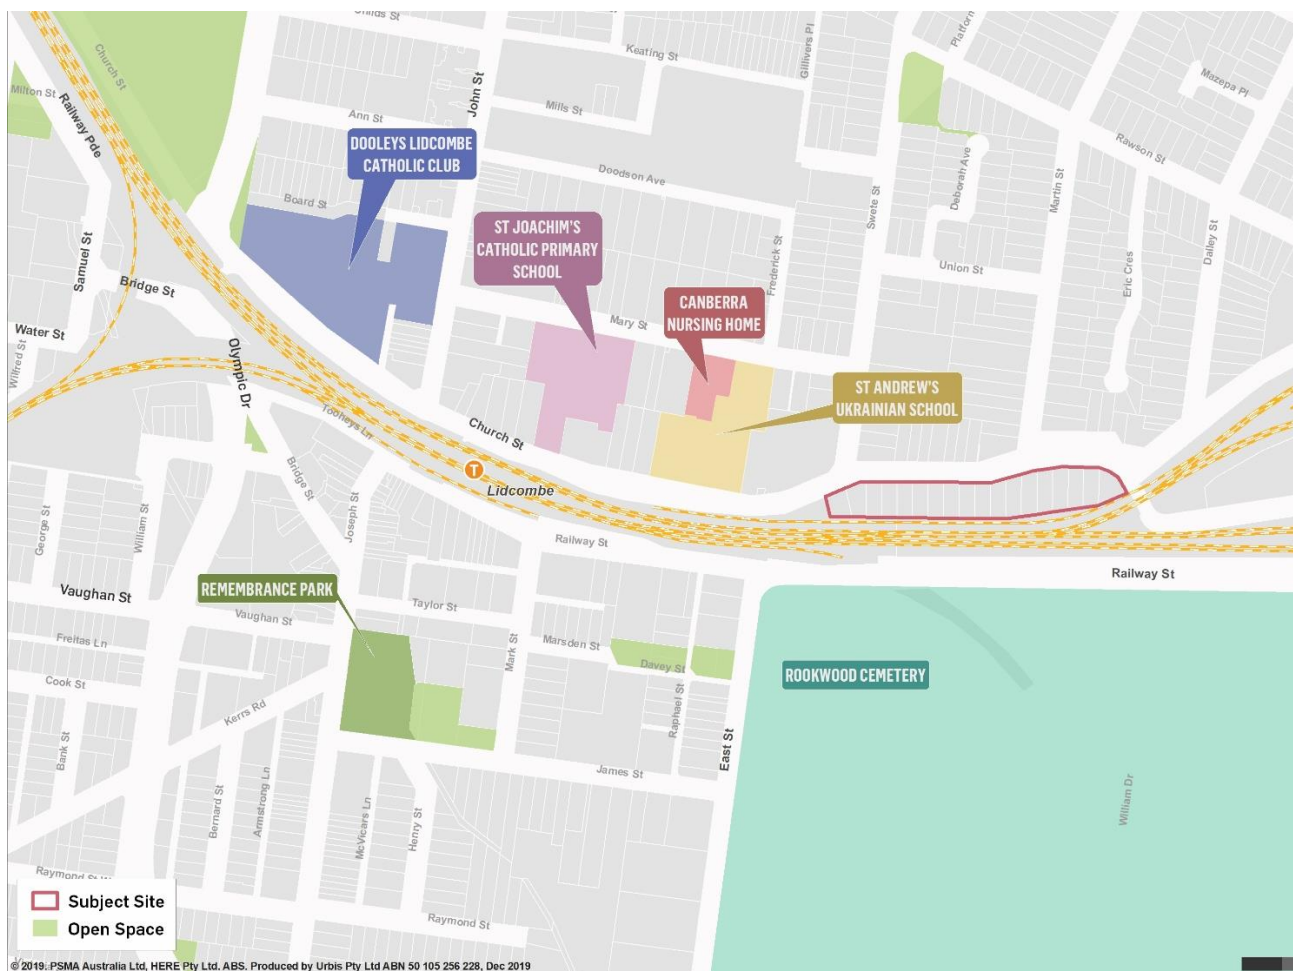 Childs St
Keating St
Gillivers Pl
Platform
Mazepa Pl
Church St
Milton St
Railway Pde
John St
Mills St
Ann St
Rawson St
DOOLEYS LIDCOMBE
CATHOLIC CLUB
Doodson Ave
Deborah Ave
Martin St
Swete St
Board St
ST JOACHIM'S
CATHOLIC PRIMARY
SCHOOL
Dalley St
Samuel St
Frederick St
Union St
Eric Cres
Bridge St
CANBERRA
NURSING HOME
Mary St
Water St
Wilfred St
Olympic Dr
ST ANDREW'S
UKRAINIAN SCHOOL
Tooheys Ln
Church St
T
Lidcombe
Bridge St
Joseph St
George St
William St
Railway St
Railway St
REMEMBRANCE PARK
Vaughan St
Vaughan St
Taylor St
Freitas Ln
Mark St
Marsden St
Davey St
ROOKWOOD CEMETERY
Cook St
Kerrs Rd
Raphael St
East St
Bank St
James St
William Dr
Bernard St
Armstrong Ln
McVicars Ln
Henry St
Raymond St W
Raymond St
Subject Site
Open Space
© 2019. PSMA Australia Ltd, HERE Pty Ltd. ABS. Produced by Urbis Pty Ltd ABN 50 105 256 228, Dec 2019